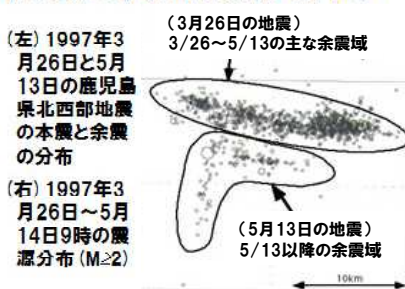 (左) 1997年3
月26日と5月
13日の鹿児島
県北西部地震
の本震と余震
の分布
(右) 1997年3
月26日～5月
14日9時の震
源分布 (M≥2)
(3月26日の地震)
3/26～5/13の主な余震域
(5月13日の地震)
5/13以降の余震域
10km